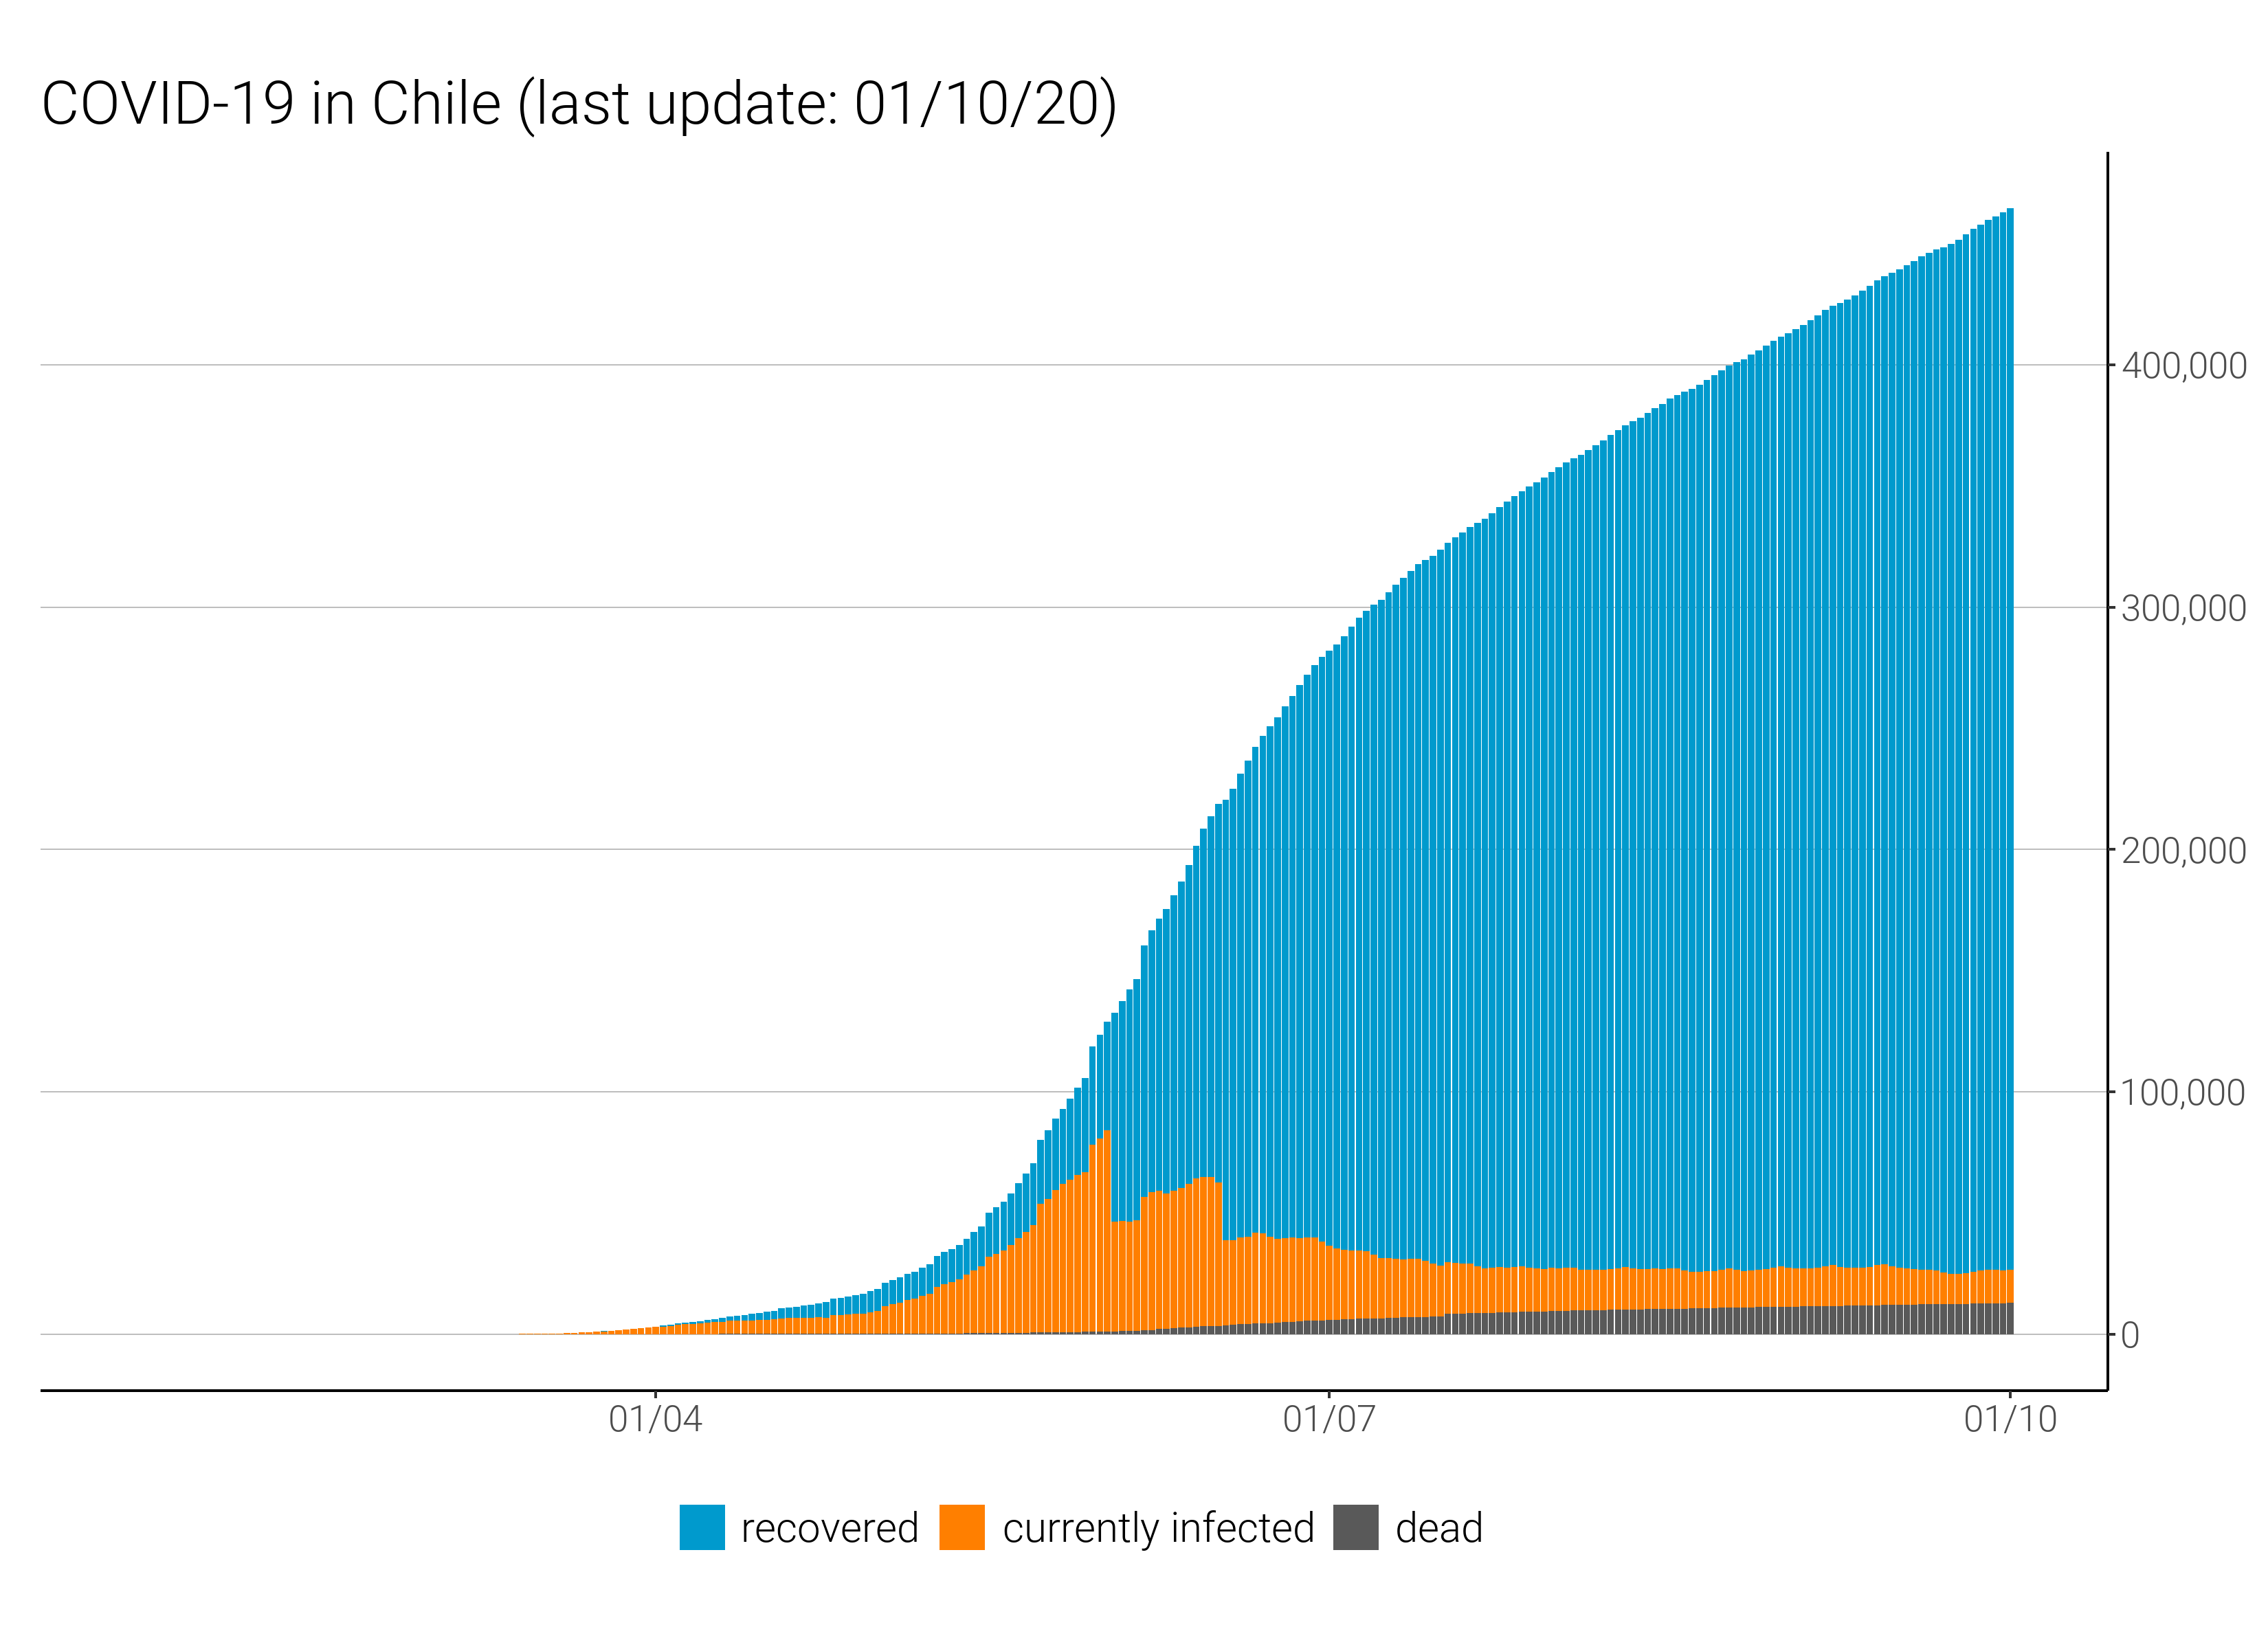 COVID-19 in Chile (last update: 01/10/20)
400,000
300,000
200,000
100,000
0
01/04 01/07 01/10
recovered currently infected dead